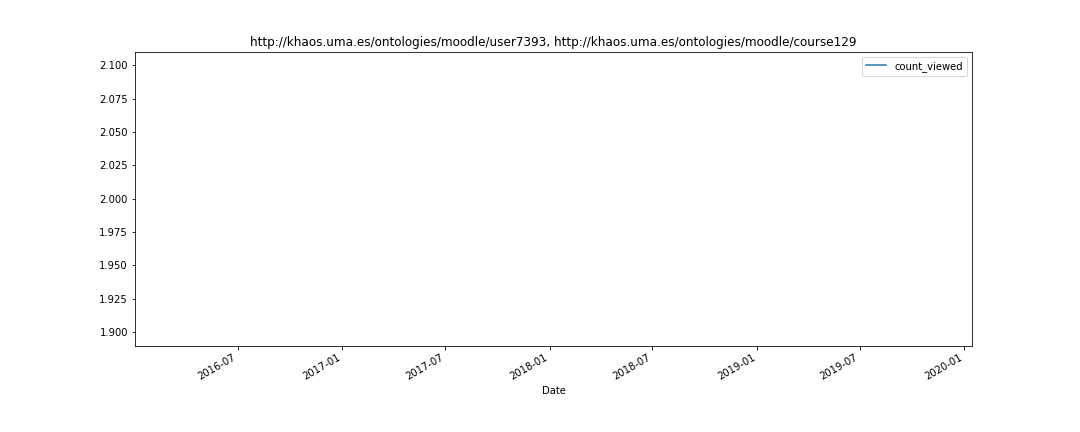 http://khaos.uma.es/ontologies/moodle/user7393, http://khaos.uma.es/ontologies/moodle/course129
count_viewed
2.100
2.075
2.050
2.025
2.000
1.975
1.950
1.925
1.900
2016-07 2017-01 2017-07 2018-01 2018-07 2019-01 2019-07 2020-01
Date